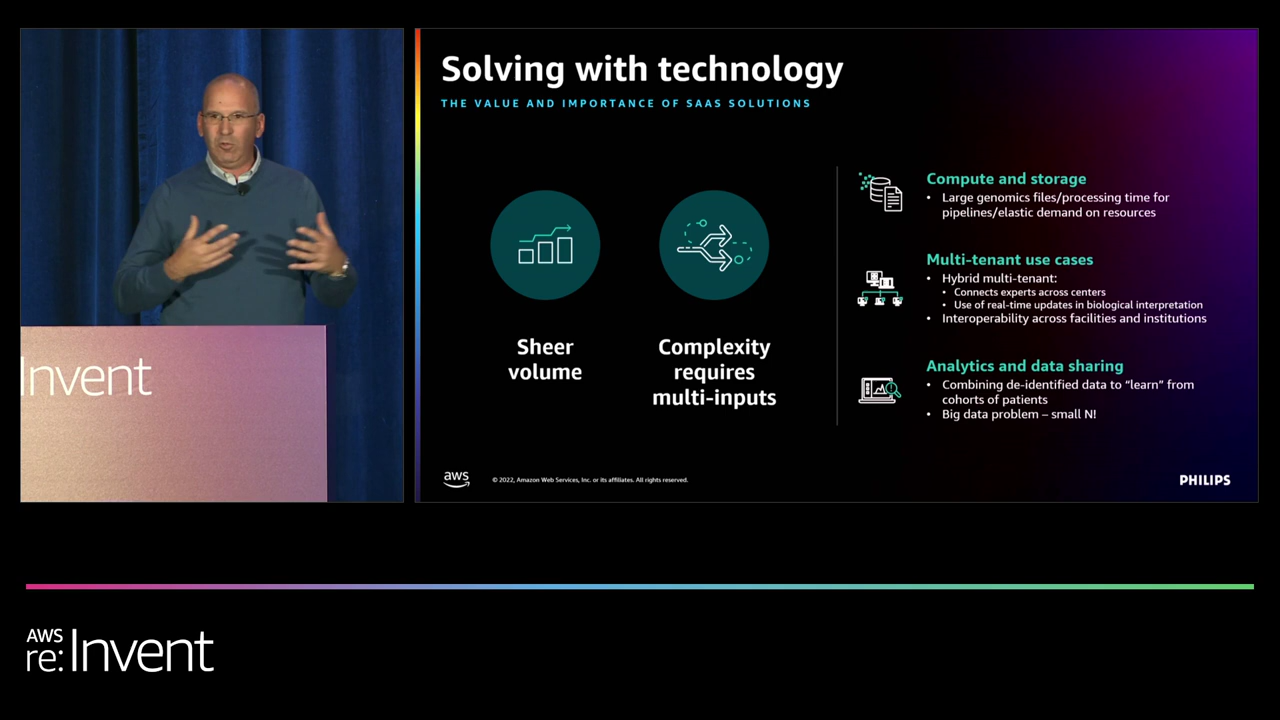 Solving with technology
THE VALUE AND IMPORTANCE OF SAAS SOLUTIONS
Sheer
volume
Complexity
requires
multi-inputs
Compute and storage
• Large genomics files/processing time for
pipelines/elastic demand on resources
Multi-tenant use cases
• Hybrid multi-tenant:
• Connects experts across centers
• Use of real-time updates in biological interpretation
• Interoperability across facilities and institutions
Analytics and data sharing
• Combining de-identified data to “learn” from
cohorts of patients
• Big data problem – small N!
aws
© 2022, Amazon Web Services, Inc. or its affiliates. All rights reserved.
PHILIPS
Invent
AWS
re:Invent